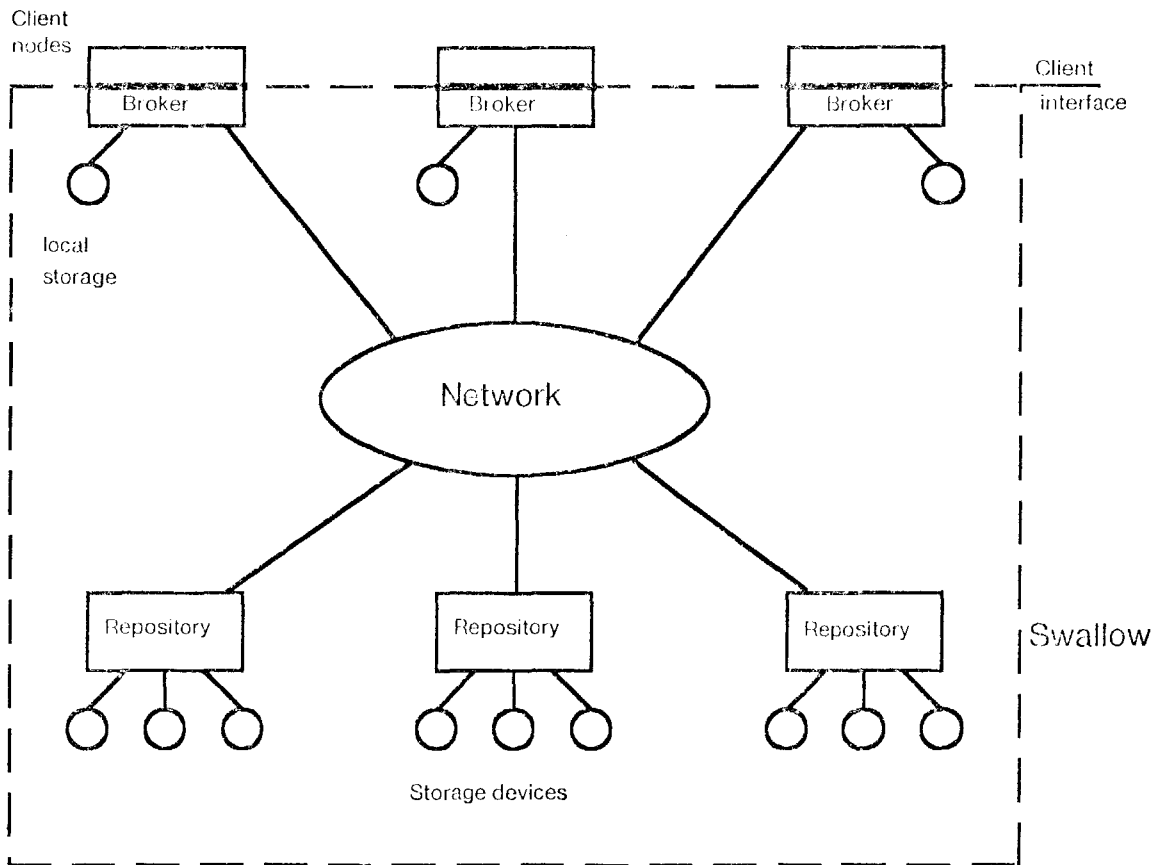 Client
nodes
Client
interface
Broker
Broker
Broker
local
storage
Network
Repository
Repository
Repository
Swallow
Storage devices